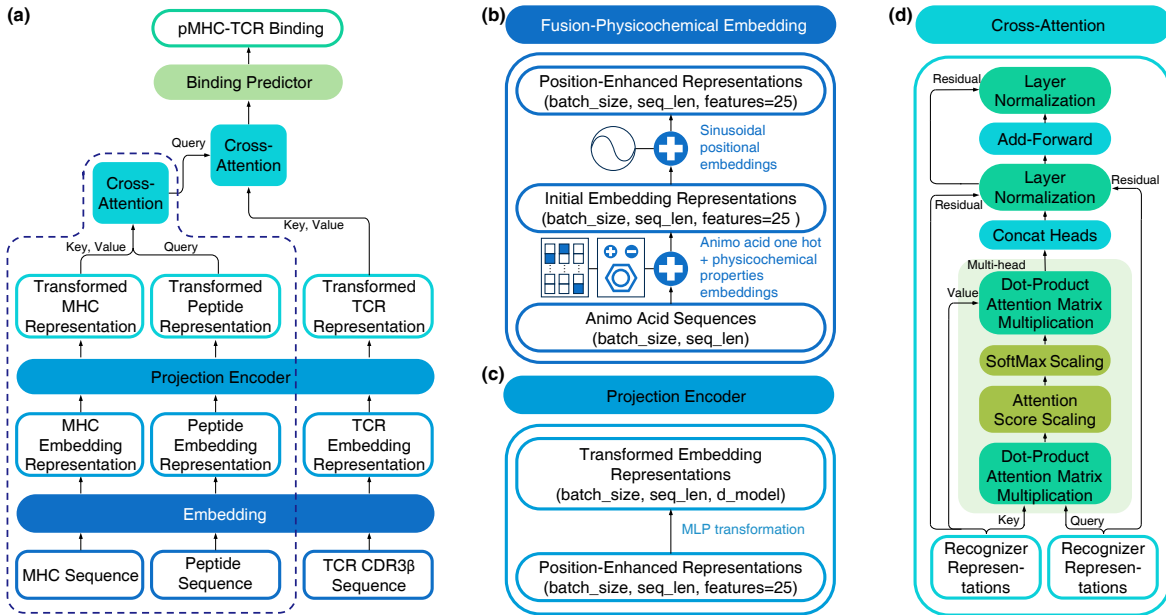 (a)
pMHC-TCR Binding
Binding Predictor
Query
Cross-
Attention
Cross-
Attention
Key, Value
Query
Key, Value
Transformed
MHC
Representation
Transformed
Peptide
Representation
Transformed
TCR
Representation
Projection Encoder
MHC
Embedding
Representation
Peptide
Embedding
Representation
TCR
Embedding
Representation
Embedding
MHC Sequence
Peptide
Sequence
TCR CDR3β
Sequence
(b)
Fusion-Physicochemical Embedding
Position-Enhanced Representations
(batch_size, seq_len, features=25)
Sinusoidal
positional
embeddings
Initial Embedding Representations
(batch_size, seq_len, features=25 )
Animo acid one hot
+ physicochemical
properties
embeddings
Animo Acid Sequences
(batch_size, seq_len)
(c)
Projection Encoder
Transformed Embedding
Representations
(batch_size, seq_len, d_model)
MLP transformation
Position-Enhanced Representations
(batch_size, seq_len, features=25)
(d)
Cross-Attention
Residual
Layer
Normalization
Add-Forward
Layer
Normalization
Residual
Residual
Concat Heads
Multi-head
Value
Dot-Product
Attention Matrix
Multiplication
SoftMax Scaling
Attention
Score Scaling
Dot-Product
Attention Matrix
Multiplication
Key
Query
Recognizer
Represen-
tations
Recognizer
Represen-
tations